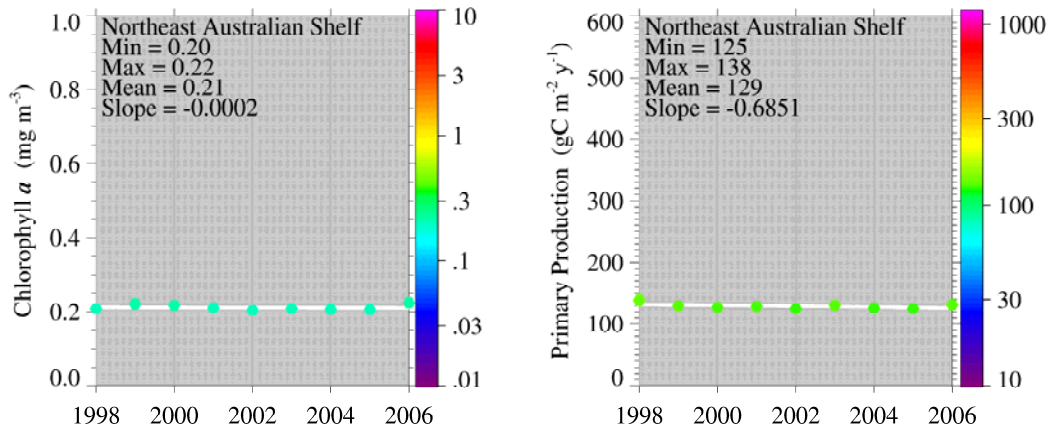 Northeast Australian Shelf
Min = 0.20
Max = 0.22
Mean = 0.21
Slope = -0.0002
Chlorophyll a (mg m⁻³)
1.0
0.8
0.6
0.4
0.2
0.0
1998 2000 2002 2004 2006
10
3
1
.3
.1
.03
.01
Northeast Australian Shelf
Min = 125
Max = 138
Mean = 129
Slope = -0.6851
Primary Production (gC m⁻² y⁻¹)
600
500
400
300
200
100
0
1998 2000 2002 2004 2006
1000
300
100
30
10